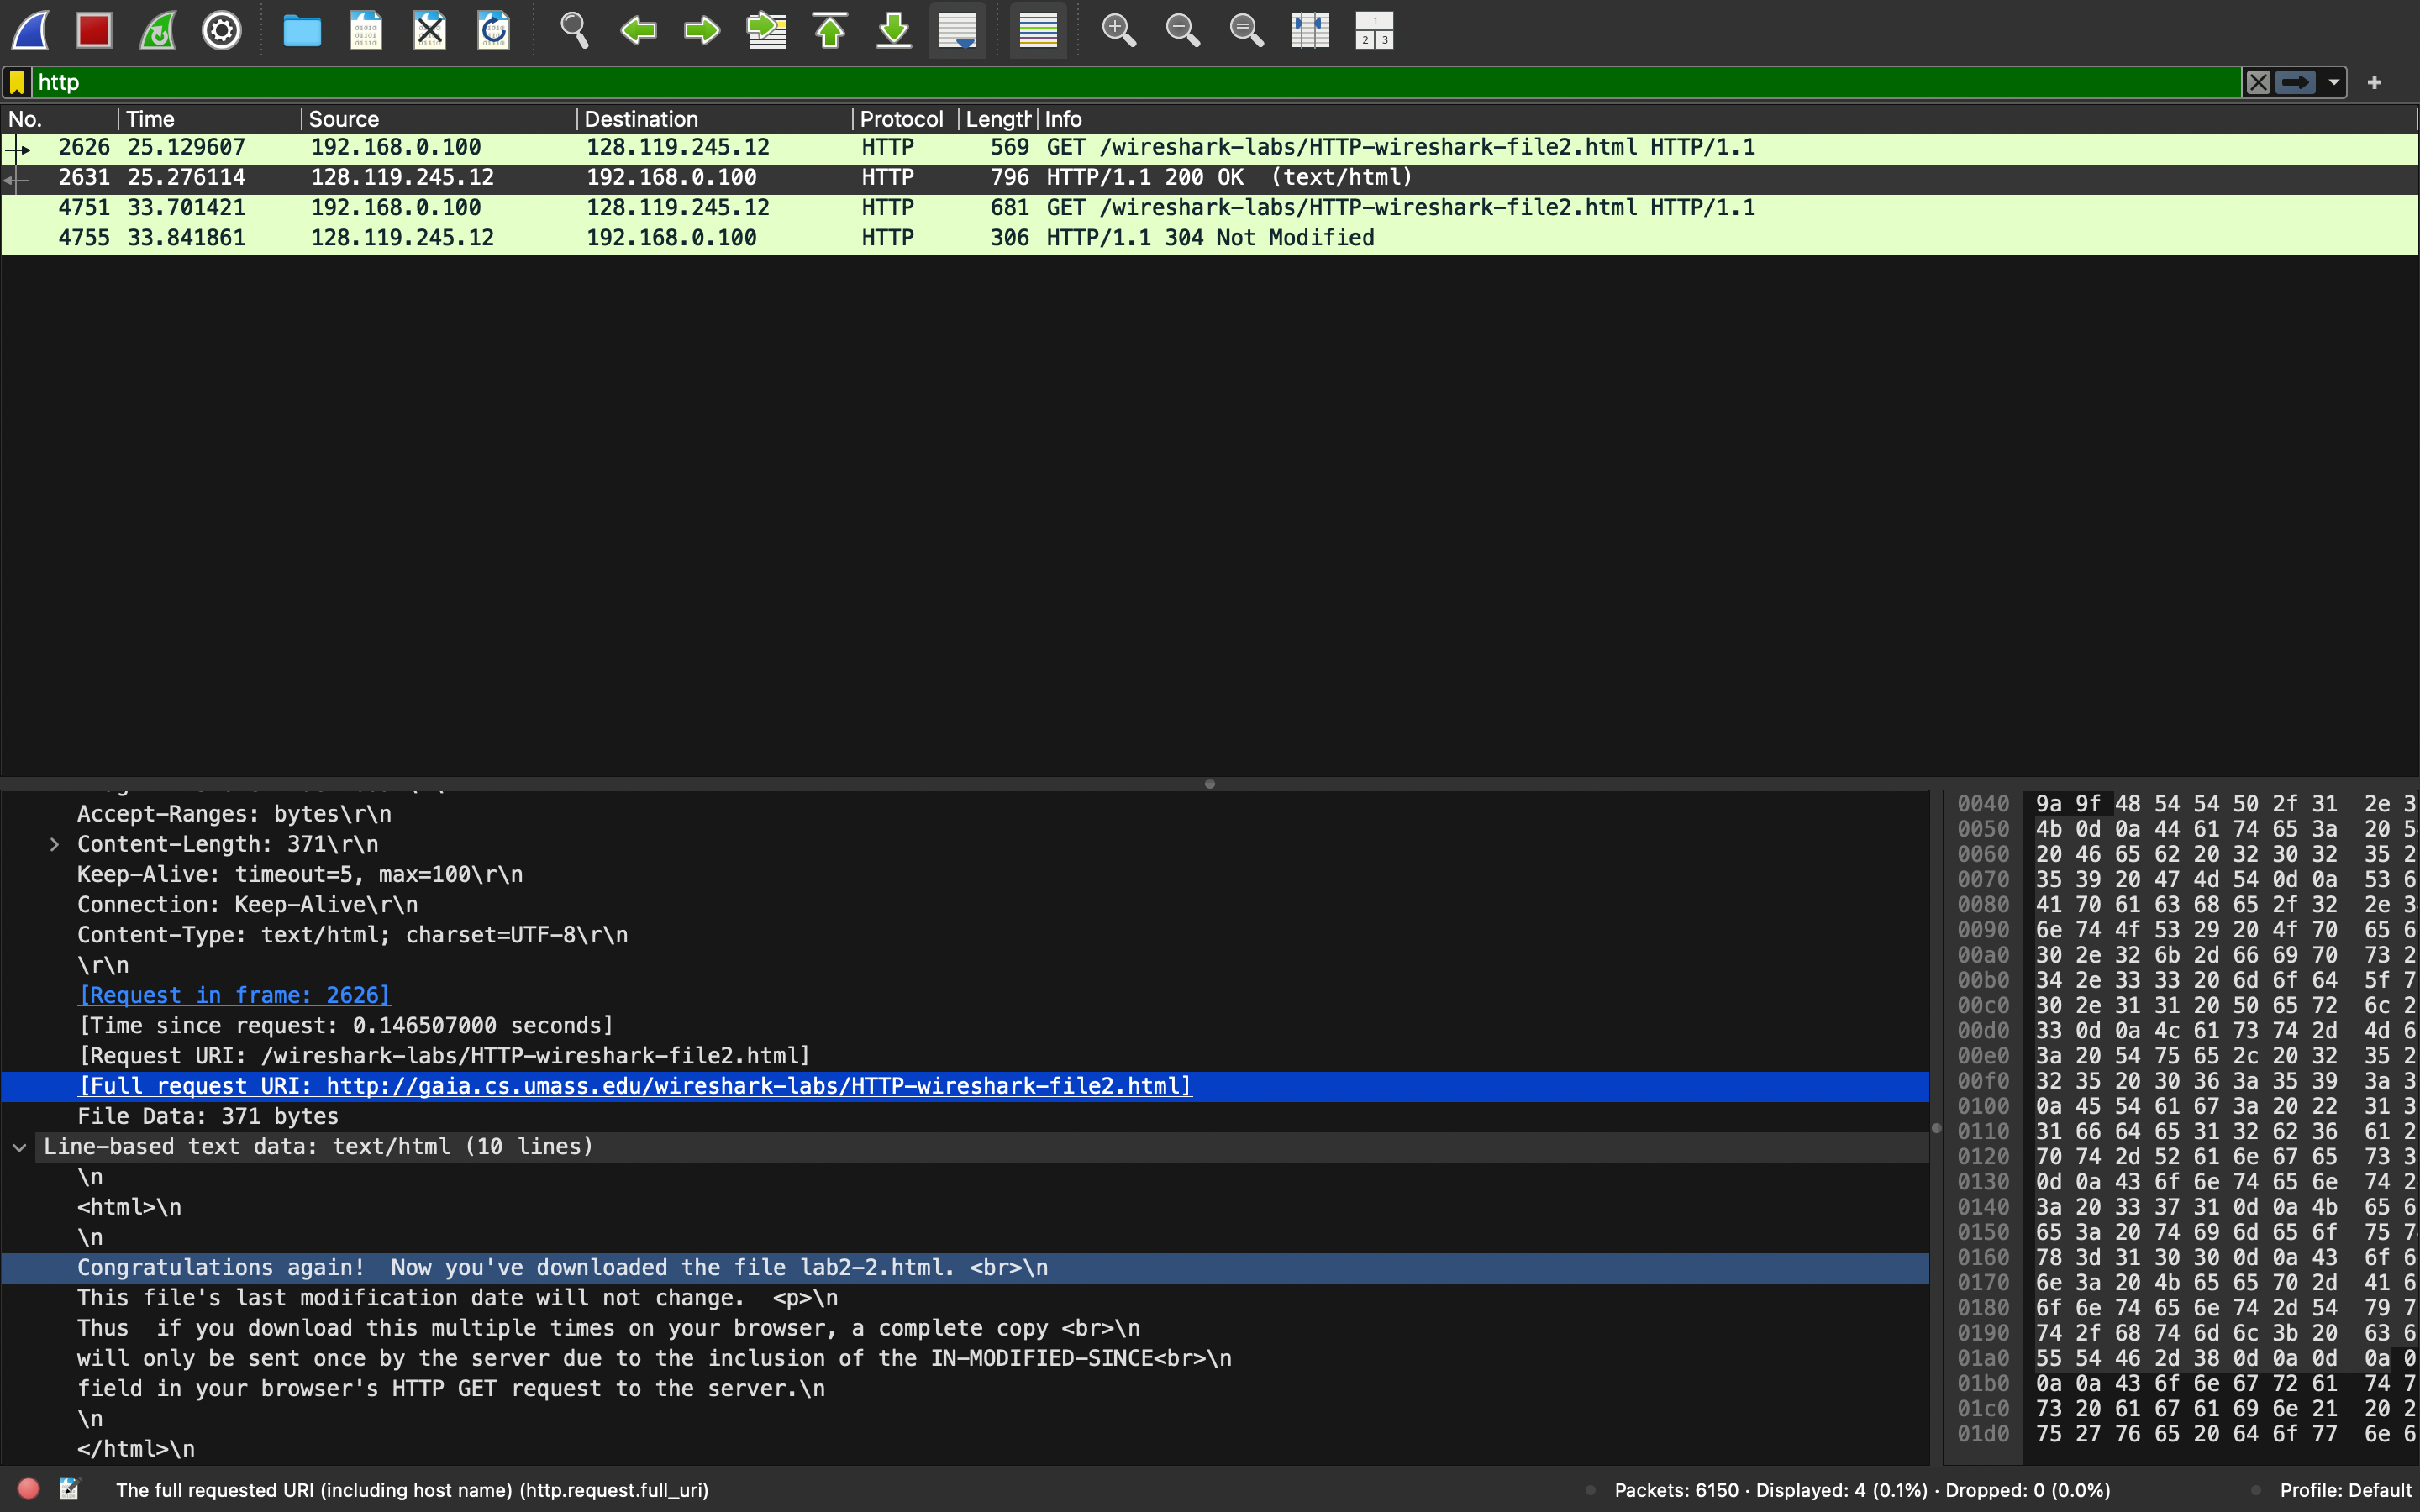 http
No. Time Source Destination Protocol Length Info
2626 25.129607 192.168.0.100 128.119.245.12 HTTP 569 GET /wireshark-labs/HTTP-wireshark-file2.html HTTP/1.1
2631 25.276114 128.119.245.12 192.168.0.100 HTTP 796 HTTP/1.1 200 OK  (text/html)
4751 33.701421 192.168.0.100 128.119.245.12 HTTP 681 GET /wireshark-labs/HTTP-wireshark-file2.html HTTP/1.1
4755 33.841861 128.119.245.12 192.168.0.100 HTTP 306 HTTP/1.1 304 Not Modified
Accept-Ranges: bytes\r\n
Content-Length: 371\r\n
Keep-Alive: timeout=5, max=100\r\n
Connection: Keep-Alive\r\n
Content-Type: text/html; charset=UTF-8\r\n
\r\n
[Request in frame: 2626]
[Time since request: 0.146507000 seconds]
[Request URI: /wireshark-labs/HTTP-wireshark-file2.html]
[Full request URI: http://gaia.cs.umass.edu/wireshark-labs/HTTP-wireshark-file2.html]
File Data: 371 bytes
Line-based text data: text/html (10 lines)
\n
<html>\n
\n
Congratulations again!  Now you've downloaded the file lab2-2.html. <br>\n
This file's last modification date will not change.  <p>\n
Thus  if you download this multiple times on your browser, a complete copy <br>\n
will only be sent once by the server due to the inclusion of the IN-MODIFIED-SINCE<br>\n
field in your browser's HTTP GET request to the server.\n
\n
</html>\n
0040 9a 9f 48 54 54 50 2f 31 2e 3
0050 4b 0d 0a 44 61 74 65 3a 20 5
0060 20 46 65 62 20 32 30 32 35 2
0070 35 39 20 47 4d 54 0d 0a 53 6
0080 41 70 61 63 68 65 2f 32 2e 3
0090 6e 74 4f 53 29 20 4f 70 65 6
00a0 30 2e 32 6b 2d 66 69 70 73 2
00b0 34 2e 33 33 20 6d 6f 64 5f 7
00c0 30 2e 31 31 20 50 65 72 6c 2
00d0 33 0d 0a 4c 61 73 74 2d 4d 6
00e0 3a 20 54 75 65 2c 20 32 35 2
00f0 32 35 20 30 36 3a 35 39 3a 3
0100 0a 45 54 61 67 3a 20 22 31 3
0110 31 66 64 65 31 32 62 36 61 2
0120 70 74 2d 52 61 6e 67 65 73 3
0130 0d 0a 43 6f 6e 74 65 6e 74 2
0140 3a 20 33 37 31 0d 0a 4b 65 6
0150 65 3a 20 74 69 6d 65 6f 75 7
0160 78 3d 31 30 30 0d 0a 43 6f 6
0170 6e 3a 20 4b 65 65 70 2d 41 6
0180 6f 6e 74 65 6e 74 2d 54 79 7
0190 74 2f 68 74 6d 6c 3b 20 63 6
01a0 55 54 46 2d 38 0d 0a 0d 0a 0
01b0 0a 0a 43 6f 6e 67 72 61 74 7
01c0 73 20 61 67 61 69 6e 21 20 2
01d0 75 27 76 65 20 64 6f 77 6e 6
The full requested URI (including host name) (http.request.full_uri)
Packets: 6150 · Displayed: 4 (0.1%) · Dropped: 0 (0.0%)
Profile: Default